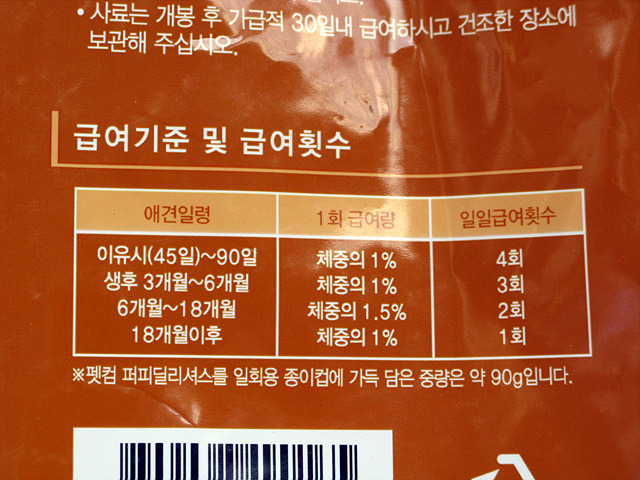 • 사료는 개봉 후 가급적 30일내 급여하시고 건조한 장소에
보관해 주십시오.
급여기준 및 급여횟수
애견일령 1회 급여량 일일급여횟수
이유시(45일)~90일 체중의 1% 4회
생후 3개월~6개월 체중의 1% 3회
6개월~18개월 체중의 1.5% 2회
18개월이후 체중의 1% 1회
※펫컴 퍼피딜리셔스를 일회용 종이컵에 가득 담은 중량은 약 90g입니다.